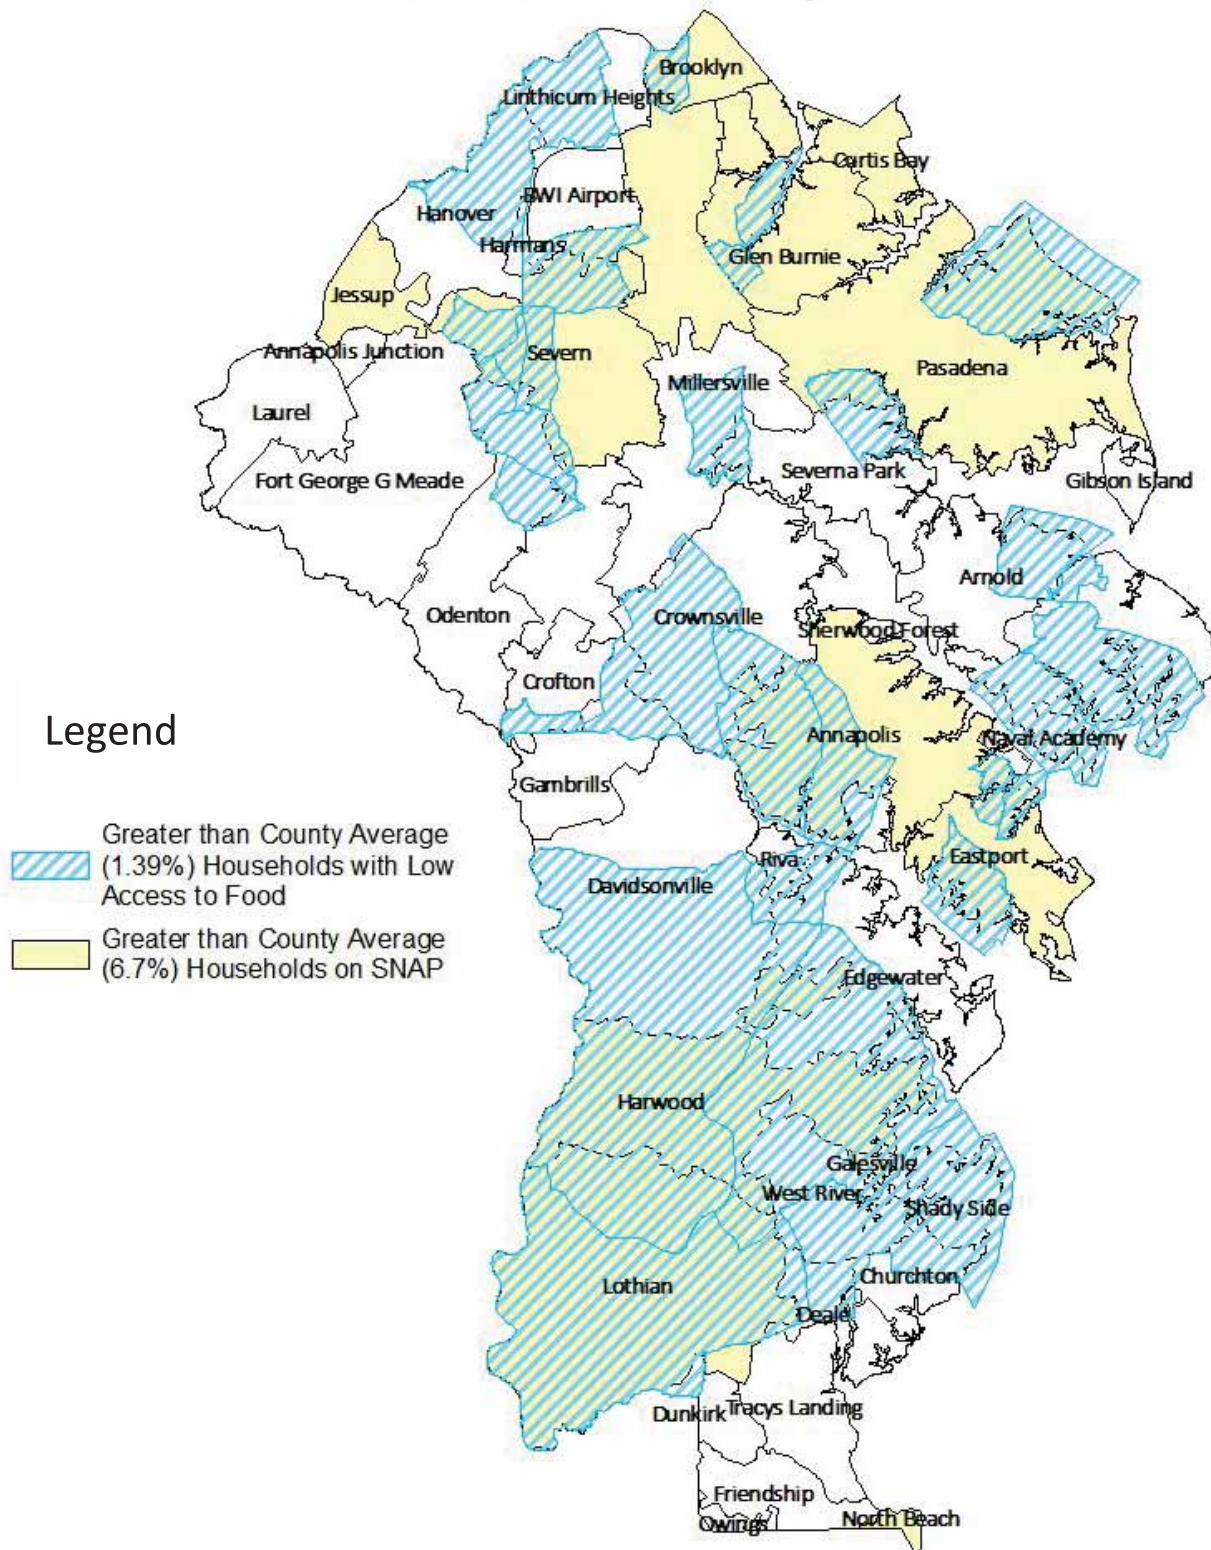 Brooklyn
Linthicum Heights
Curtis Bay
BWI Airport
Hanover
Harmans
Glen Burnie
Jessup
Annapolis Junction
Severn
Pasadena
Millersville
Laurel
Severna Park
Fort George G Meade
Gibson Island
Arnold
Odenton
Crownsville
Sherwood Forest
Crofton
Legend
Annapolis
Naval Academy
Gambrills
Greater than County Average
(1.39%) Households with Low
Access to Food
Riva
Eastport
Davidsonville
Greater than County Average
(6.7%) Households on SNAP
Edgewater
Harwood
Galesville
West River
Shady Side
Churchton
Lothian
Deale
Dunkirk
Tracys Landing
Friendship
Owings
North Beach